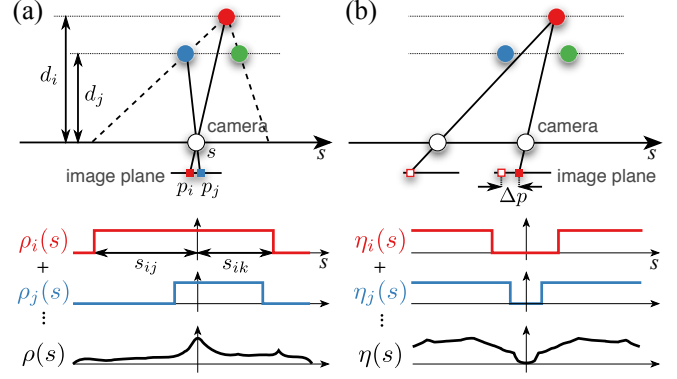 (a)
d_i
d_j
camera
s
s
image plane
p_i p_j
ρ_i(s)
s_ij s_ik
s
+
ρ_j(s)
⋮
ρ(s)
(b)
camera
s
image plane
Δp
η_i(s)
s
+
η_j(s)
⋮
η(s)